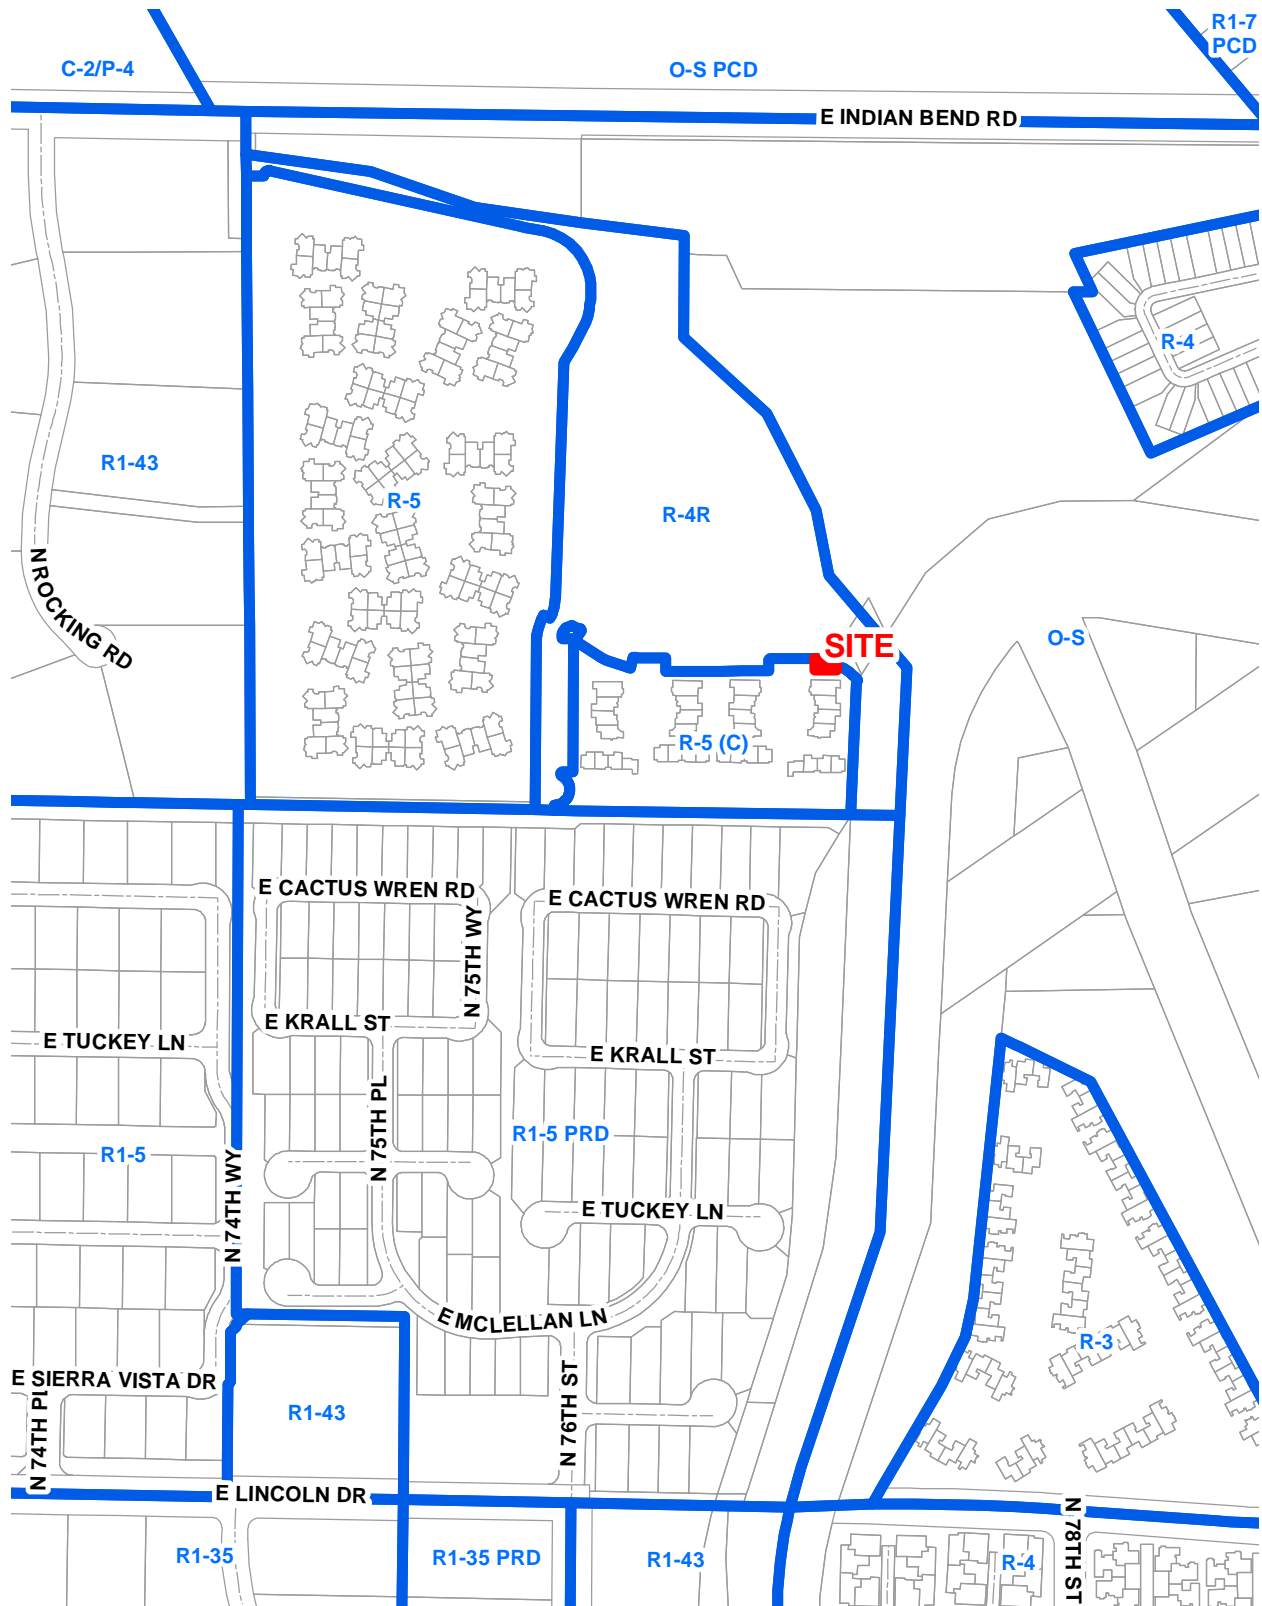 R1-7
PCD
C-2/P-4
O-S PCD
E INDIAN BEND RD
R-4
R1-43
R-5
R-4R
N ROCKING RD
O-S
SITE
R-5 (C)
E CACTUS WREN RD
E CACTUS WREN RD
N 75TH WY
E KRALL ST
E TUCKEY LN
E KRALL ST
N 75TH PL
R1-5 PRD
R1-5
N 74TH WY
E TUCKEY LN
E MCLELLAN LN
R-3
E SIERRA VISTA DR
N 74TH PL
R1-43
N 76TH ST
E LINCOLN DR
N 78TH ST
R1-35
R1-35 PRD
R1-43
R-4